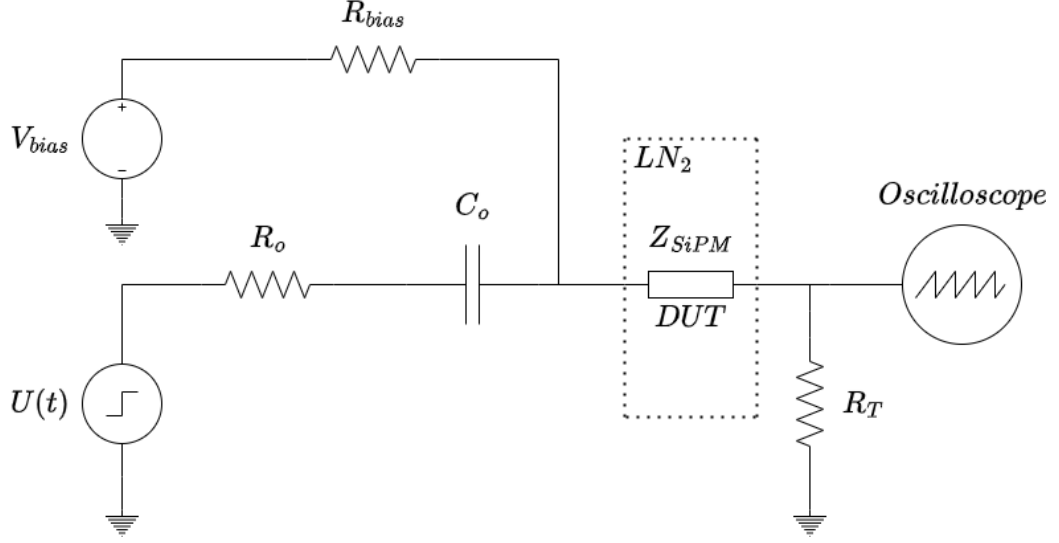 R_bias
+
V_bias
−
LN_2
Oscilloscope
C_o
R_o
Z_SiPM
DUT
U(t)
R_T